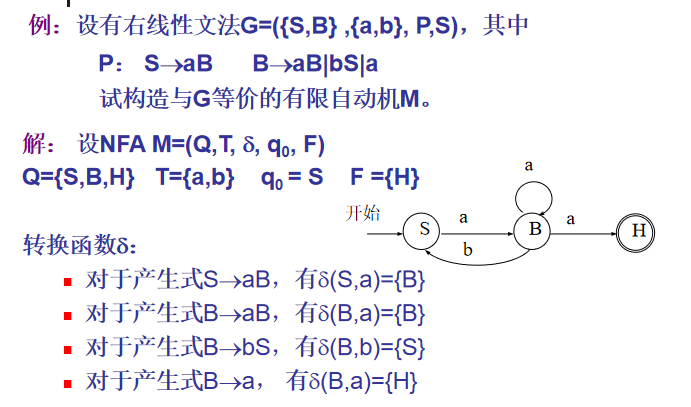 例：设有右线性文法G=({S,B} ,{a,b}, P,S)，其中
P： S→aB B→aB|bS|a
试构造与G等价的有限自动机M。
解： 设NFA M=(Q,T, δ, q₀, F)
Q={S,B,H} T={a,b} q₀ = S F ={H}
a
开始
S
a
B
a
H
b
转换函数δ:
对于产生式S→aB，有δ(S,a)={B}
对于产生式B→aB，有δ(B,a)={B}
对于产生式B→bS，有δ(B,b)={S}
对于产生式B→a， 有δ(B,a)={H}